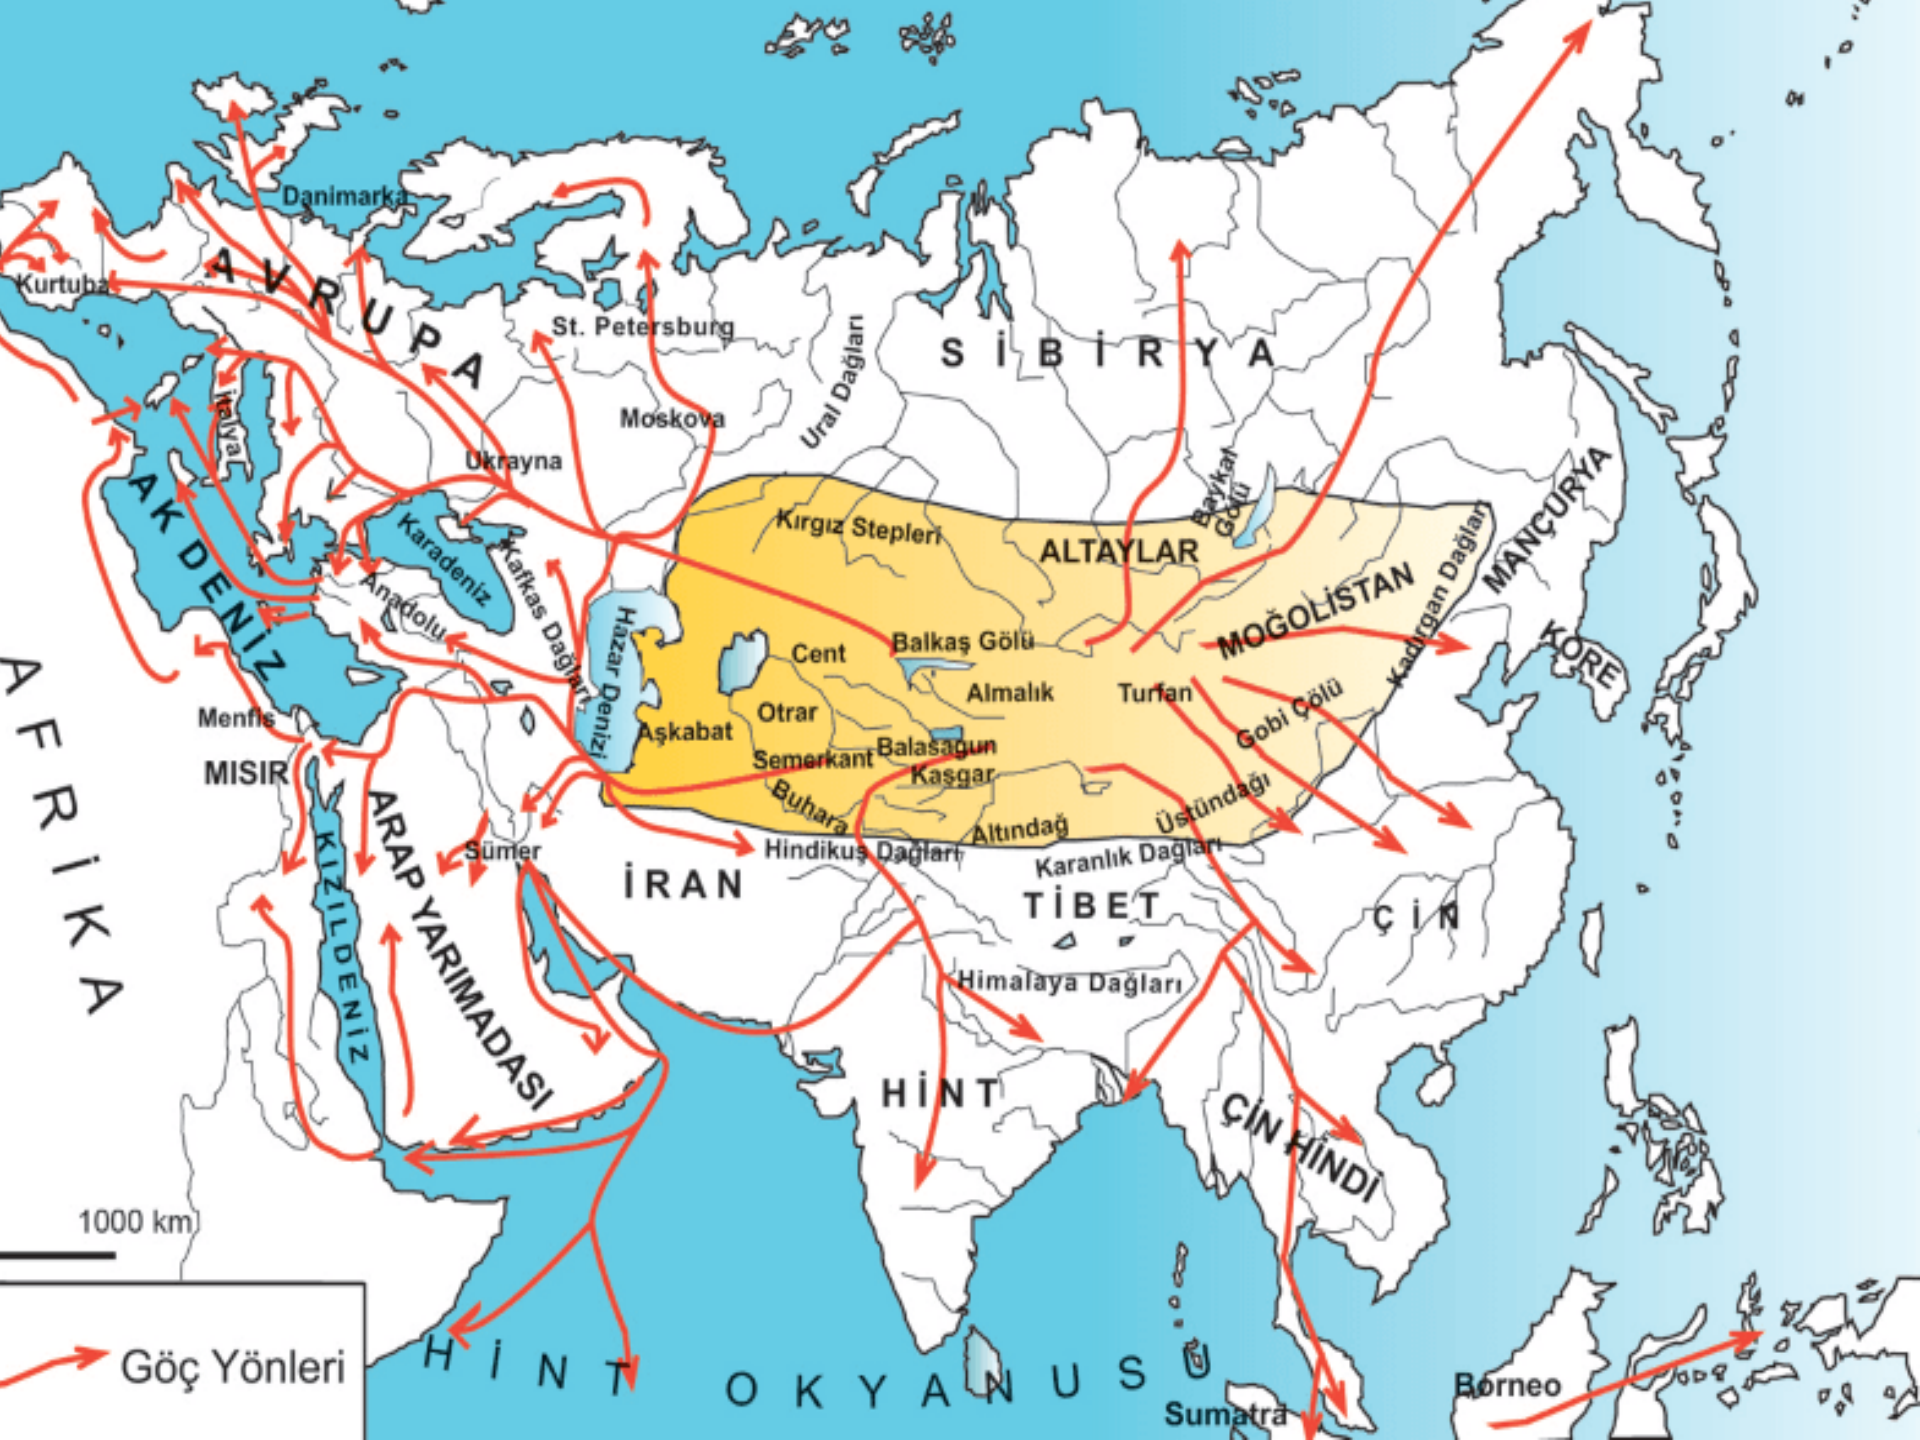 Danimarka
AVRUPA
Kurtuba
St. Petersburg
SİBİRYA
Ural Dağları
Moskova
İtalya
Ukrayna
Baykal Gölü
MANÇURYA
AKDENİZ
Karadeniz
Kafkas Dağları
Kırgız Stepleri
ALTAYLAR
MOĞOLİSTAN
Kadırgan Dağları
KORE
Anadolu
Hazar Denizi
Cent
Balkaş Gölü
Almalık
Turfan
Gobi Çölü
AFRİKA
Menfis
MISIR
Aşkabat
Otrar
Semerkant
Balasagun
Kaşgar
Buhara
Altındağ
Üstündağı
Sümer
Hindikuş Dağları
Karanlık Dağları
İRAN
TİBET
ÇİN
KIZILDENİZ
ARAP YARIMADASI
Himalaya Dağları
HİNT
ÇİN HİNDİ
1000 km
Göç Yönleri
HİNT OKYANUSU
Sumatra
Borneo